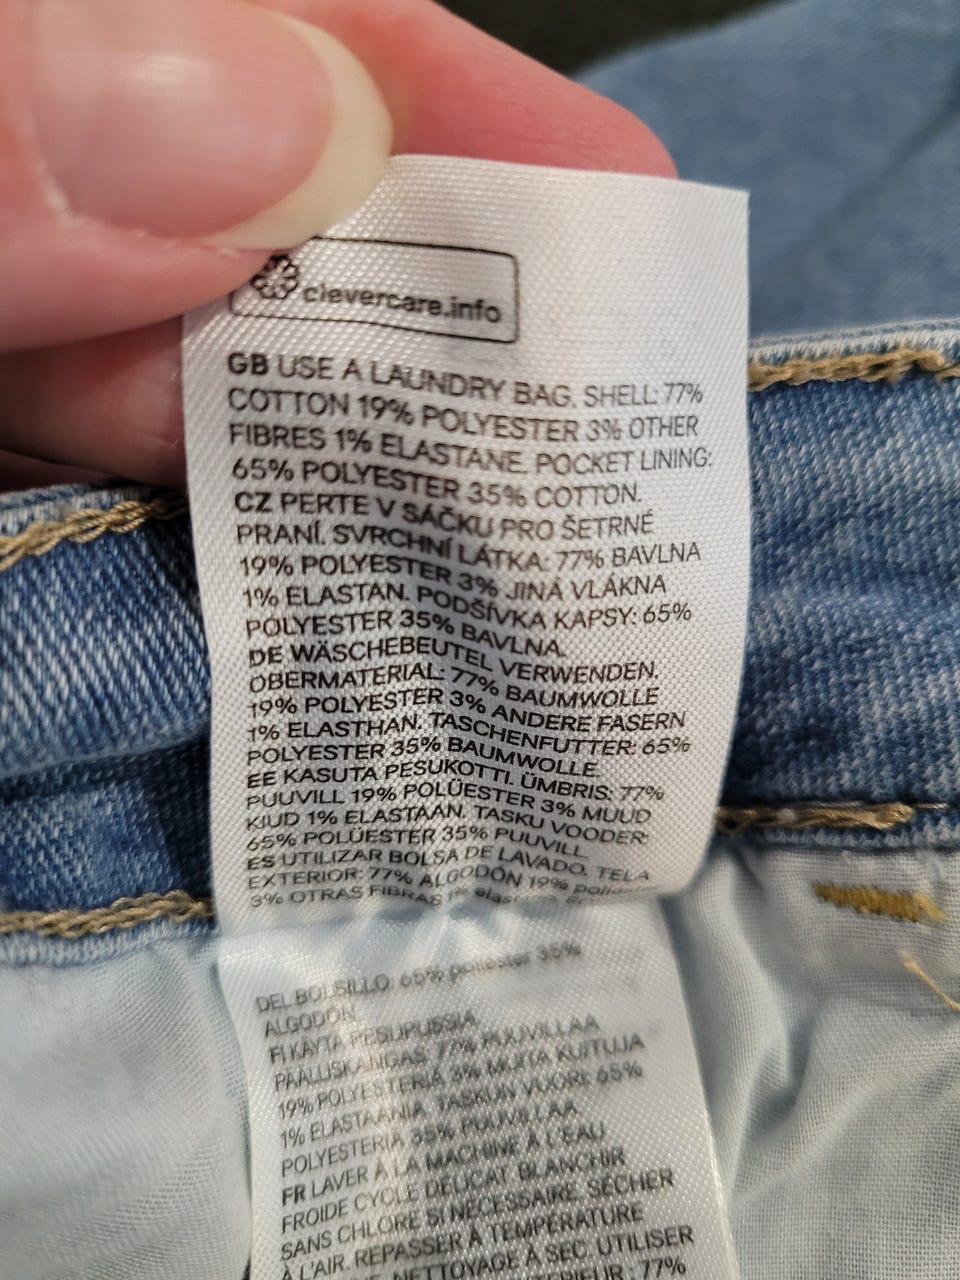 clevercare.info
GB USE A LAUNDRY BAG. SHELL: 77%
COTTON 19% POLYESTER 3% OTHER
FIBRES 1% ELASTANE. POCKET LINING:
65% POLYESTER 35% COTTON.
CZ PERTE V SÁČKU PRO ŠETRNÉ
PRANÍ. SVRCHNÍ LÁTKA: 77% BAVLNA
19% POLYESTER 3% JINÁ VLÁKNA
1% ELASTAN. PODŠÍVKA KAPSY: 65%
POLYESTER 35% BAVLNA.
DE WÄSCHEBEUTEL VERWENDEN.
OBERMATERIAL: 77% BAUMWOLLE
19% POLYESTER 3% ANDERE FASERN
1% ELASTHAN. TASCHENFUTTER: 65%
POLYESTER 35% BAUMWOLLE.
EE KASUTA PESUKOTTI. ÜMBRIS: 77%
PUUVILL 19% POLÜESTER 3% MUUD
KIUD 1% ELASTAAN. TASKU VOODER:
65% POLÜESTER 35% PUUVILL.
ES UTILIZAR BOLSA DE LAVADO. TELA
EXTERIOR: 77% ALGODÓN 19% poliéster
3% OTRAS FIBRAS 1%
DEL BOLSILLO: 65% poliéster 35%
ALGODÓN.
FI KÄYTÄ PESUPUSSIA.
PÄÄLLISKANGAS: 77% PUUVILLAA
19% POLYESTERIÄ 3% MUITA KUITUJA
1% ELASTAANIA. TASKUN VUORI: 65%
POLYESTERIÄ 35% PUUVILLAA.
FR LAVER À LA MACHINE À L'EAU
FROIDE CYCLE DÉLICAT. BLANCHIR
SANS CHLORE SI NÉCESSAIRE. SÉCHER
À L'AIR. REPASSER À TEMPÉRATURE
NETTOYAGE À SEC. UTILISER
77%